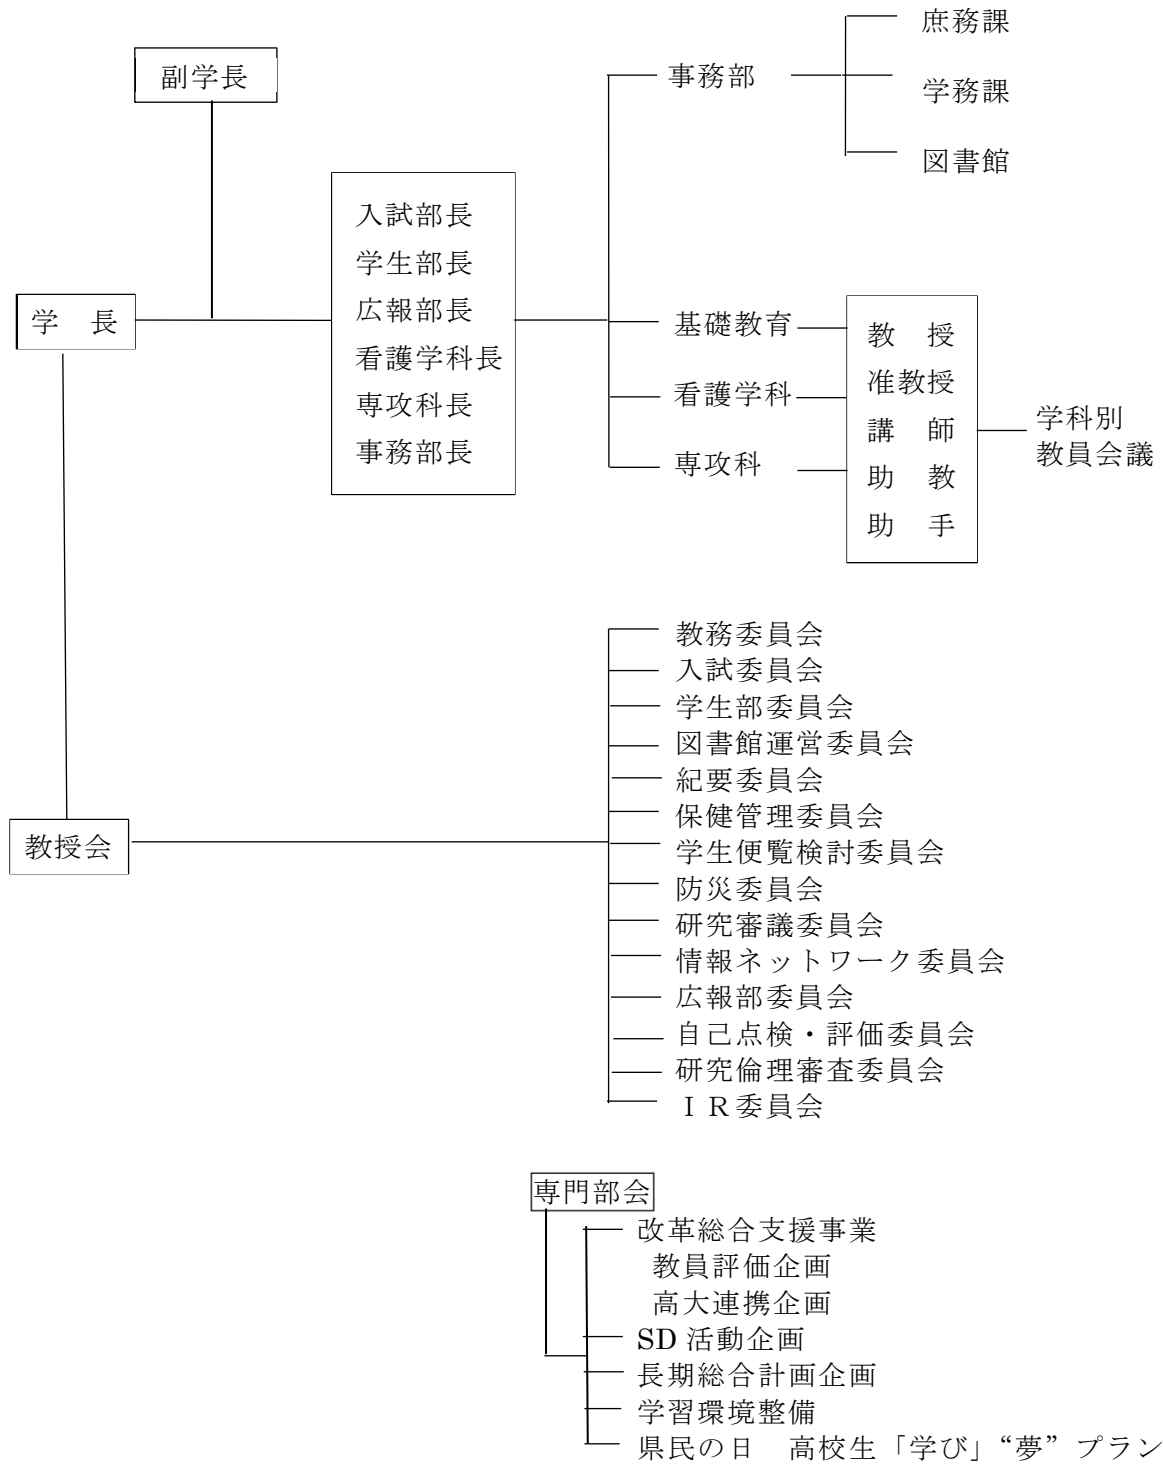 副学長
学　長
入試部長
学生部長
広報部長
看護学科長
専攻科長
事務部長
事務部
庶務課
学務課
図書館
基礎教育
看護学科
専攻科
教　授
准教授
講　師
助　教
助　手
学科別
教員会議
教授会
教務委員会
入試委員会
学生部委員会
図書館運営委員会
紀要委員会
保健管理委員会
学生便覧検討委員会
防災委員会
研究審議委員会
情報ネットワーク委員会
広報部委員会
自己点検・評価委員会
研究倫理審査委員会
ＩＲ委員会
専門部会
改革総合支援事業
教員評価企画
高大連携企画
SD 活動企画
長期総合計画企画
学習環境整備
県民の日　高校生「学び」“夢”プラン